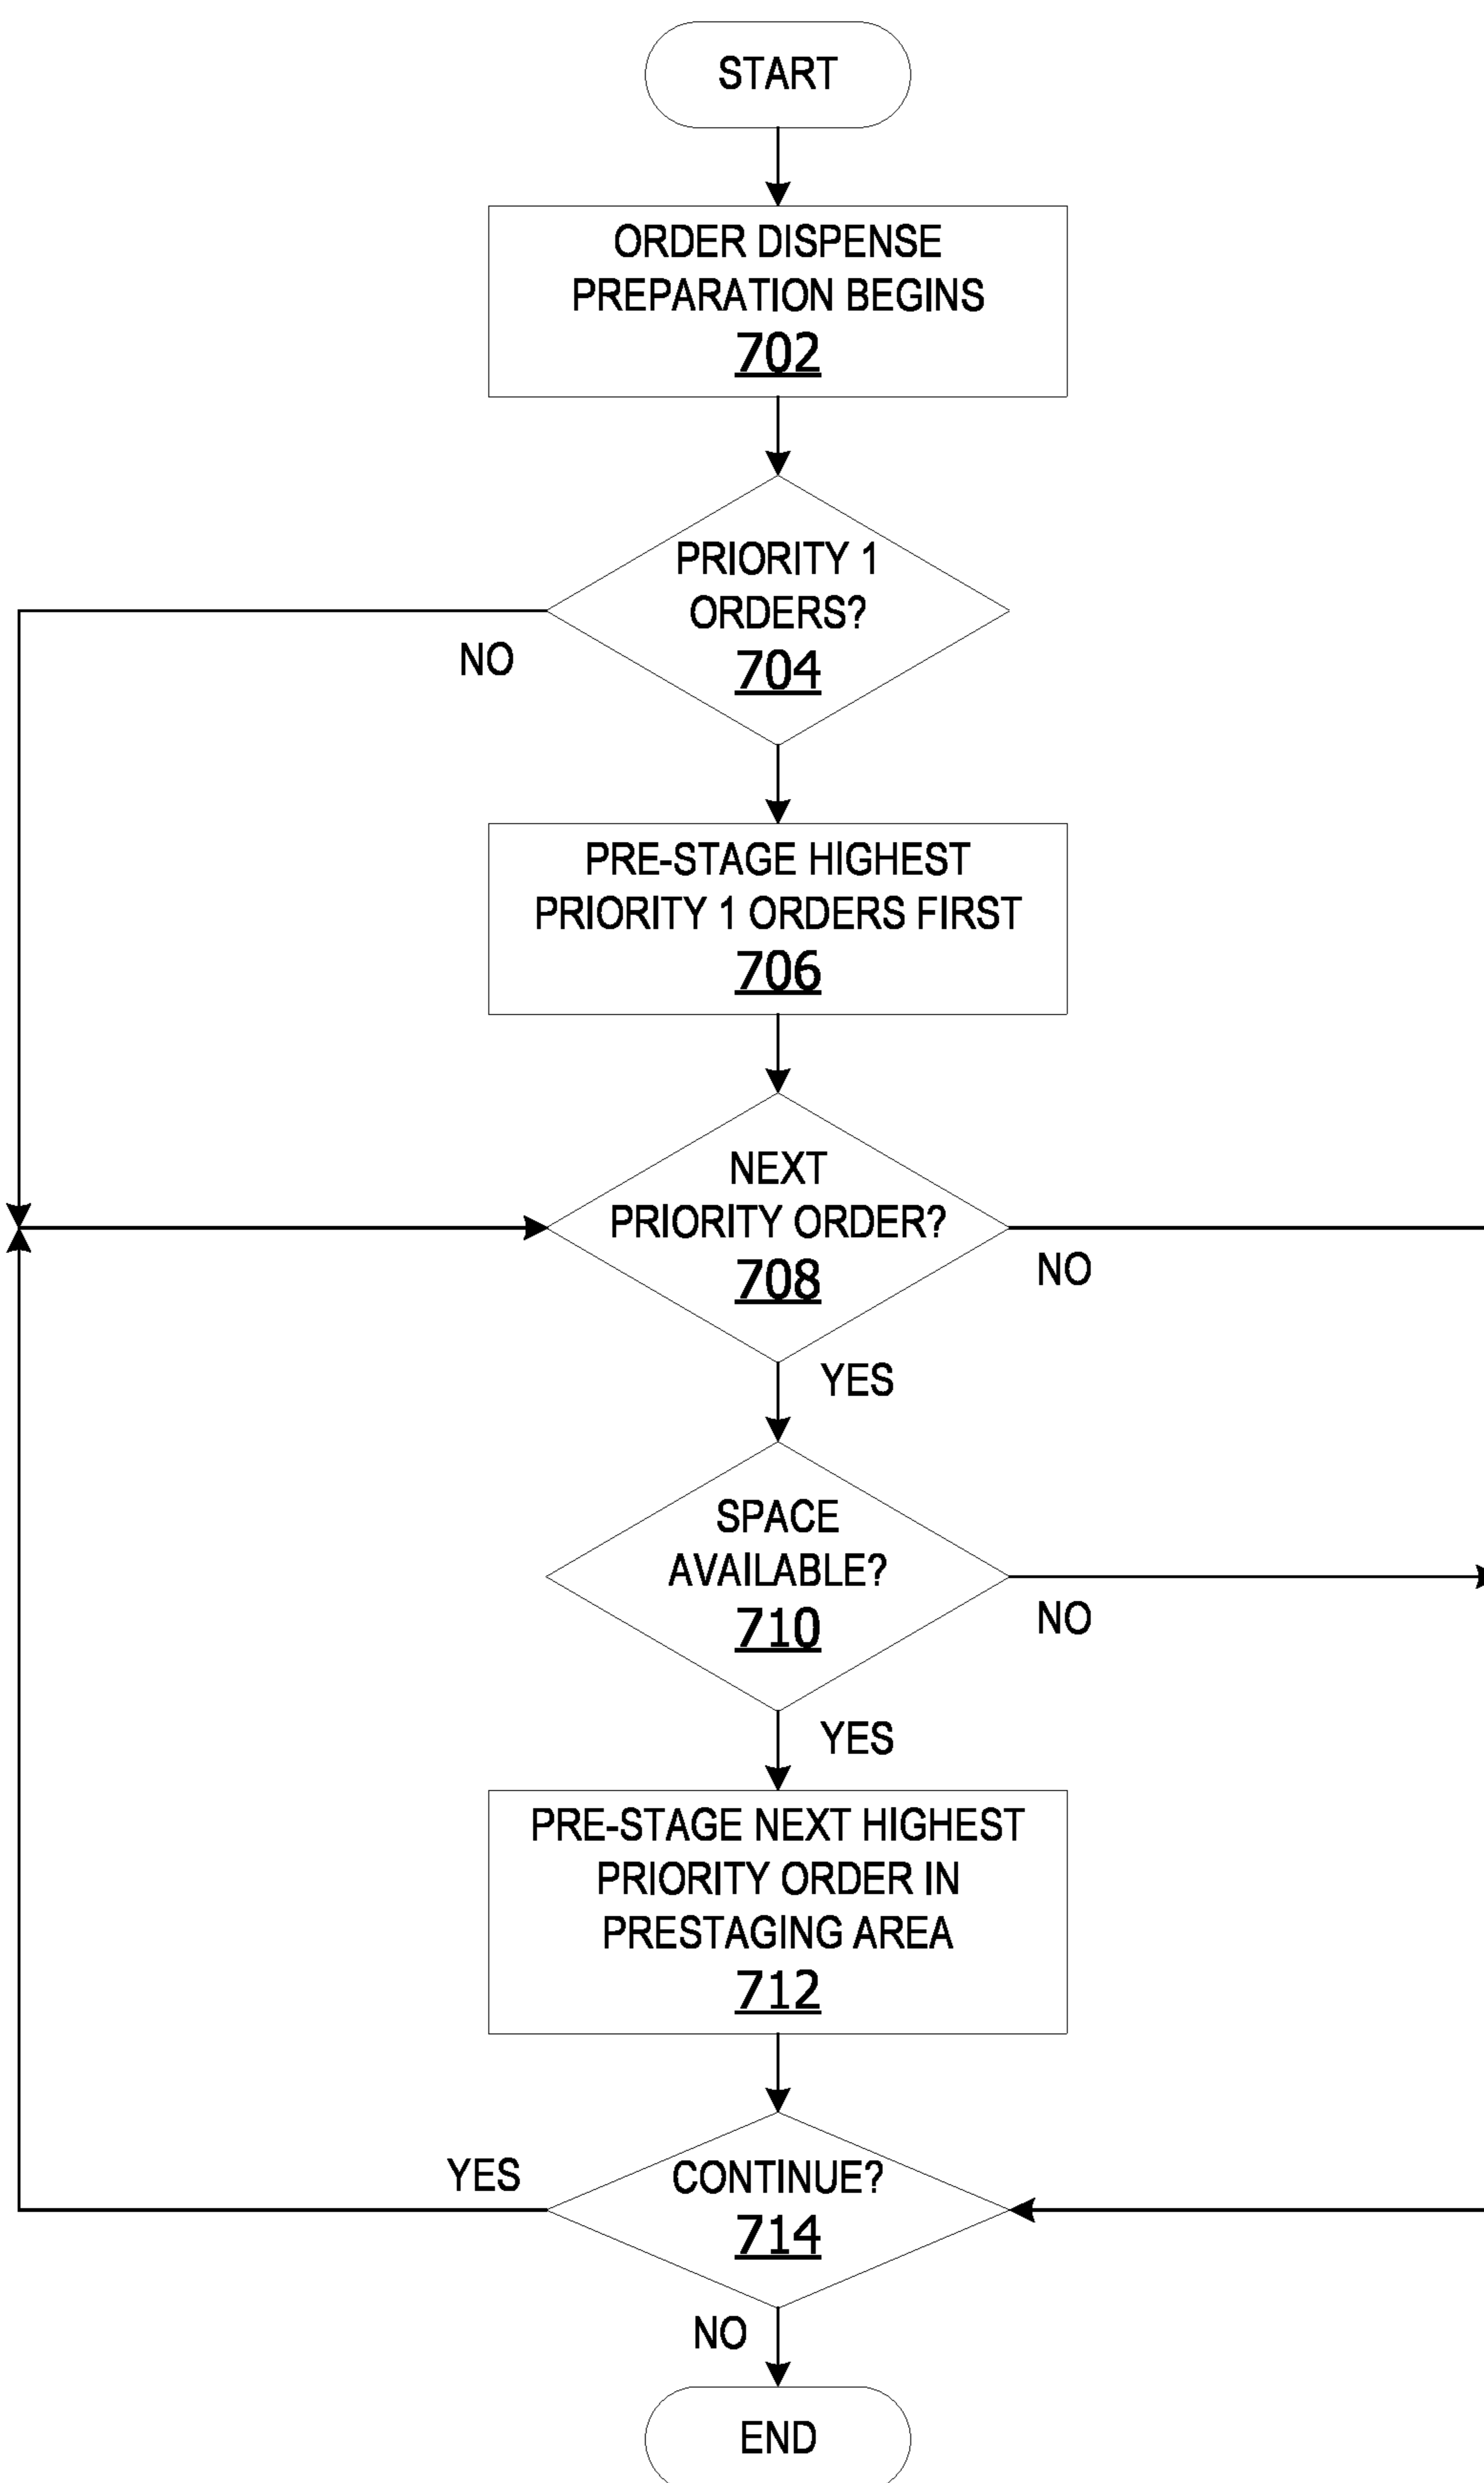 START
ORDER DISPENSE
PREPARATION BEGINS
702
PRIORITY 1
ORDERS?
704
NO
PRE-STAGE HIGHEST
PRIORITY 1 ORDERS FIRST
706
NEXT
PRIORITY ORDER?
708
NO
YES
SPACE
AVAILABLE?
710
NO
YES
PRE-STAGE NEXT HIGHEST
PRIORITY ORDER IN
PRESTAGING AREA
712
YES
CONTINUE?
714
NO
END